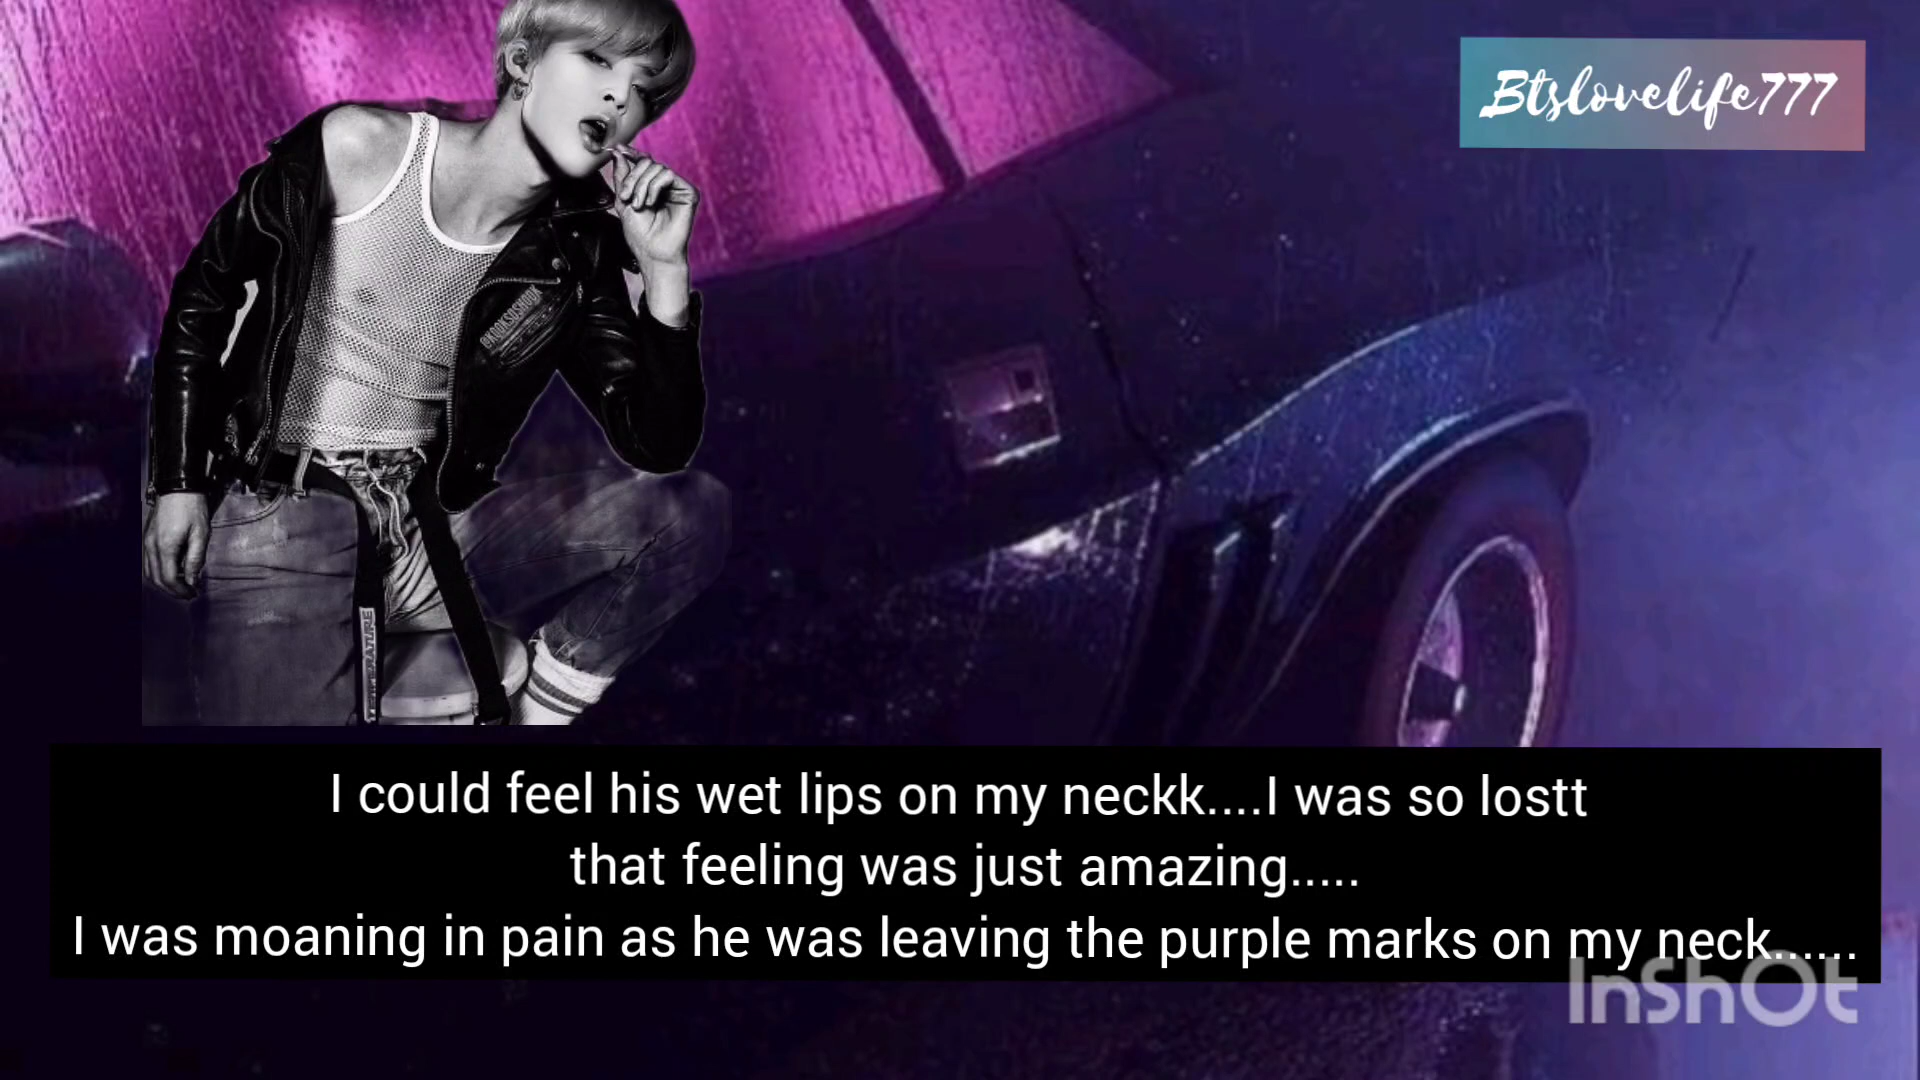 Btslovelife777
I could feel his wet lips on my neckk....I was so lostt
that feeling was just amazing.....
I was moaning in pain as he was leaving the purple marks on my neck......
InShOt